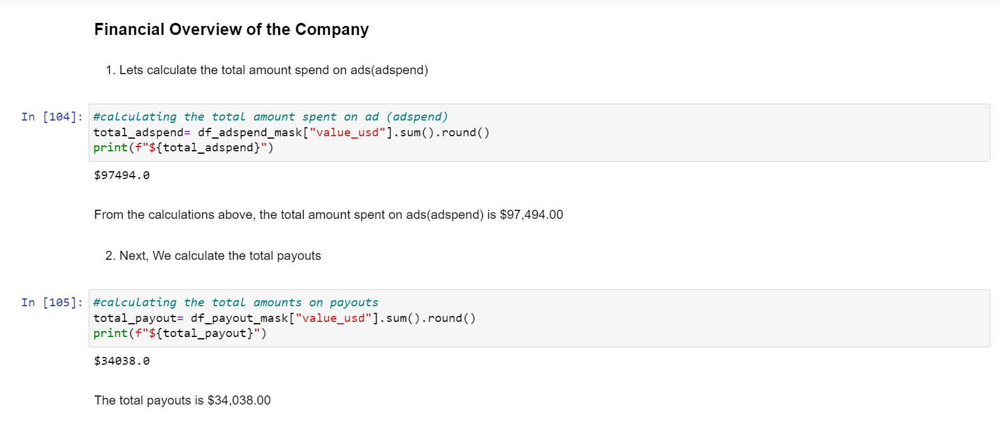 Financial Overview of the Company
1. Lets calculate the total amount spend on ads(adspend)
In [104]: #calculating the total amount spent on ad (adspend)
total_adspend= df_adspend_mask["value_usd"].sum().round()
print(f"${total_adspend}")
$97494.0
From the calculations above, the total amount spent on ads(adspend) is $97,494.00
2. Next, We calculate the total payouts
In [105]: #calculating the total amounts on payouts
total_payout= df_payout_mask["value_usd"].sum().round()
print(f"${total_payout}")
$34038.0
The total payouts is $34,038.00